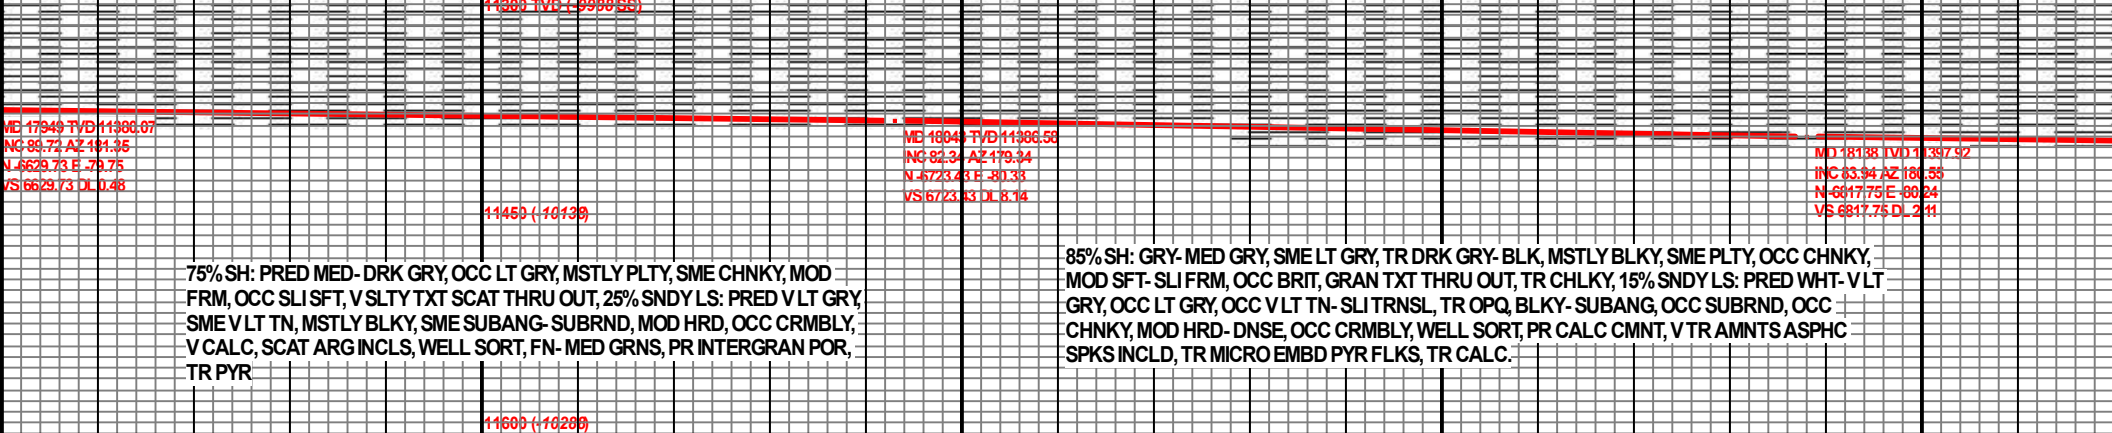 11300 TVD (-9988 SS)
MD 17949 TVD 11380.07
INC 89.72 AZ 181.35
N -6629.73 E -79.75
VS 6629.73 DL 0.48
MD 18043 TVD 11386.58
INC 82.34 AZ 179.34
N -6723.43 E -80.33
VS 6723.43 DL 8.14
MD 18138 TVD 11397.92
INC 83.94 AZ 180.55
N -6817.75 E -80.24
VS 6817.75 DL 2.11
11450 (-10138)
75% SH: PRED MED- DRK GRY, OCC LT GRY, MSTLY PLTY, SME CHNKY, MOD
FRM, OCC SLI SFT, V SLTY TXT SCAT THRU OUT, 25% SNDY LS: PRED V LT GRY,
SME V LT TN, MSTLY BLKY, SME SUBANG- SUBRND, MOD HRD, OCC CRMBLY,
V CALC, SCAT ARG INCLS, WELL SORT, FN- MED GRNS, PR INTERGRAN POR,
TR PYR
85% SH: GRY- MED GRY, SME LT GRY, TR DRK GRY- BLK, MSTLY BLKY, SME PLTY, OCC CHNKY,
MOD SFT- SLI FRM, OCC BRIT, GRAN TXT THRU OUT, TR CHLKY, 15% SNDY LS: PRED WHT- V LT
GRY, OCC LT GRY, OCC V LT TN- SLI TRNSL, TR OPQ, BLKY- SUBANG, OCC SUBRND, OCC
CHNKY, MOD HRD- DNSE, OCC CRMBLY, WELL SORT, PR CALC CMNT, V TR AMNTS ASPHC
SPKS INCLD, TR MICRO EMBD PYR FLKS, TR CALC.
11600 (-10288)